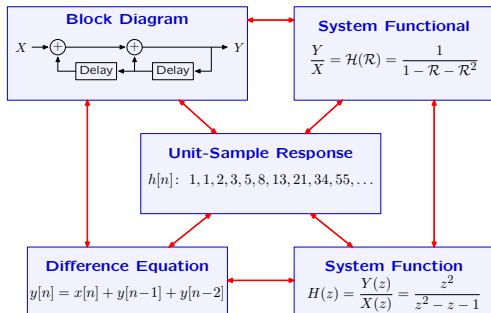 Block Diagram
X + + Y
Delay Delay
System Functional
Y/X = ℋ(ℛ) = 1/(1 − ℛ − ℛ²)
Unit-Sample Response
h[n]: 1, 1, 2, 3, 5, 8, 13, 21, 34, 55, . . .
Difference Equation
y[n] = x[n] + y[n−1] + y[n−2]
System Function
H(z) = Y(z)/X(z) = z²/(z² − z − 1)